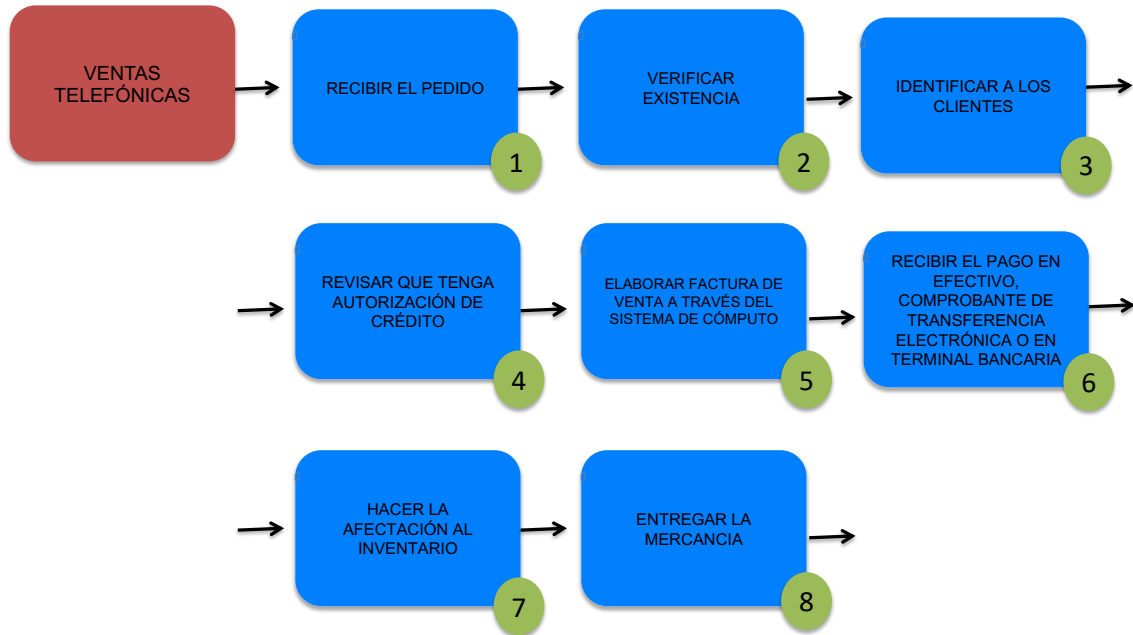 VENTAS
TELEFÓNICAS
RECIBIR EL PEDIDO
1
VERIFICAR
EXISTENCIA
2
IDENTIFICAR A LOS
CLIENTES
3
REVISAR QUE TENGA
AUTORIZACIÓN DE
CRÉDITO
4
ELABORAR FACTURA DE
VENTA A TRAVÉS DEL
SISTEMA DE CÓMPUTO
5
RECIBIR EL PAGO EN
EFECTIVO,
COMPROBANTE DE
TRANSFERENCIA
ELECTRÓNICA O EN
TERMINAL BANCARIA
6
HACER LA
AFECTACIÓN AL
INVENTARIO
7
ENTREGAR LA
MERCANCIA
8